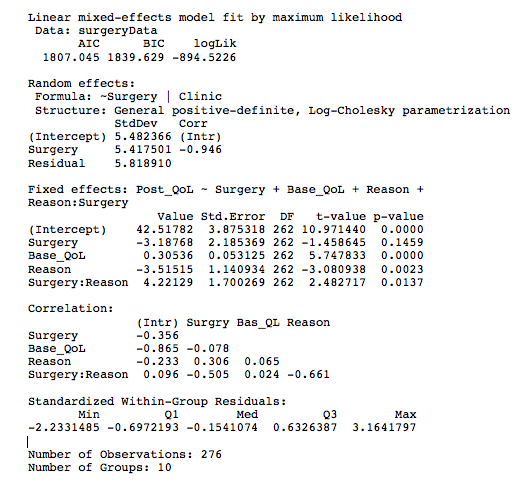 Linear mixed-effects model fit by maximum likelihood
Data: surgeryData
AIC BIC logLik
1807.045 1839.629 -894.5226
Random effects:
Formula: ~Surgery | Clinic
Structure: General positive-definite, Log-Cholesky parametrization
StdDev Corr
(Intercept) 5.482366 (Intr)
Surgery 5.417501 -0.946
Residual 5.818910
Fixed effects: Post_QoL ~ Surgery + Base_QoL + Reason +
Reason:Surgery
Value Std.Error DF t-value p-value
(Intercept) 42.51782 3.875318 262 10.971440 0.0000
Surgery -3.18768 2.185369 262 -1.458645 0.1459
Base_QoL 0.30536 0.053125 262 5.747833 0.0000
Reason -3.51515 1.140934 262 -3.080938 0.0023
Surgery:Reason 4.22129 1.700269 262 2.482717 0.0137
Correlation:
(Intr) Surgry Bas_QL Reason
Surgery -0.356
Base_QoL -0.865 -0.078
Reason -0.233 0.306 0.065
Surgery:Reason 0.096 -0.505 0.024 -0.661
Standardized Within-Group Residuals:
Min Q1 Med Q3 Max
-2.2331485 -0.6972193 -0.1541074 0.6326387 3.1641797
Number of Observations: 276
Number of Groups: 10